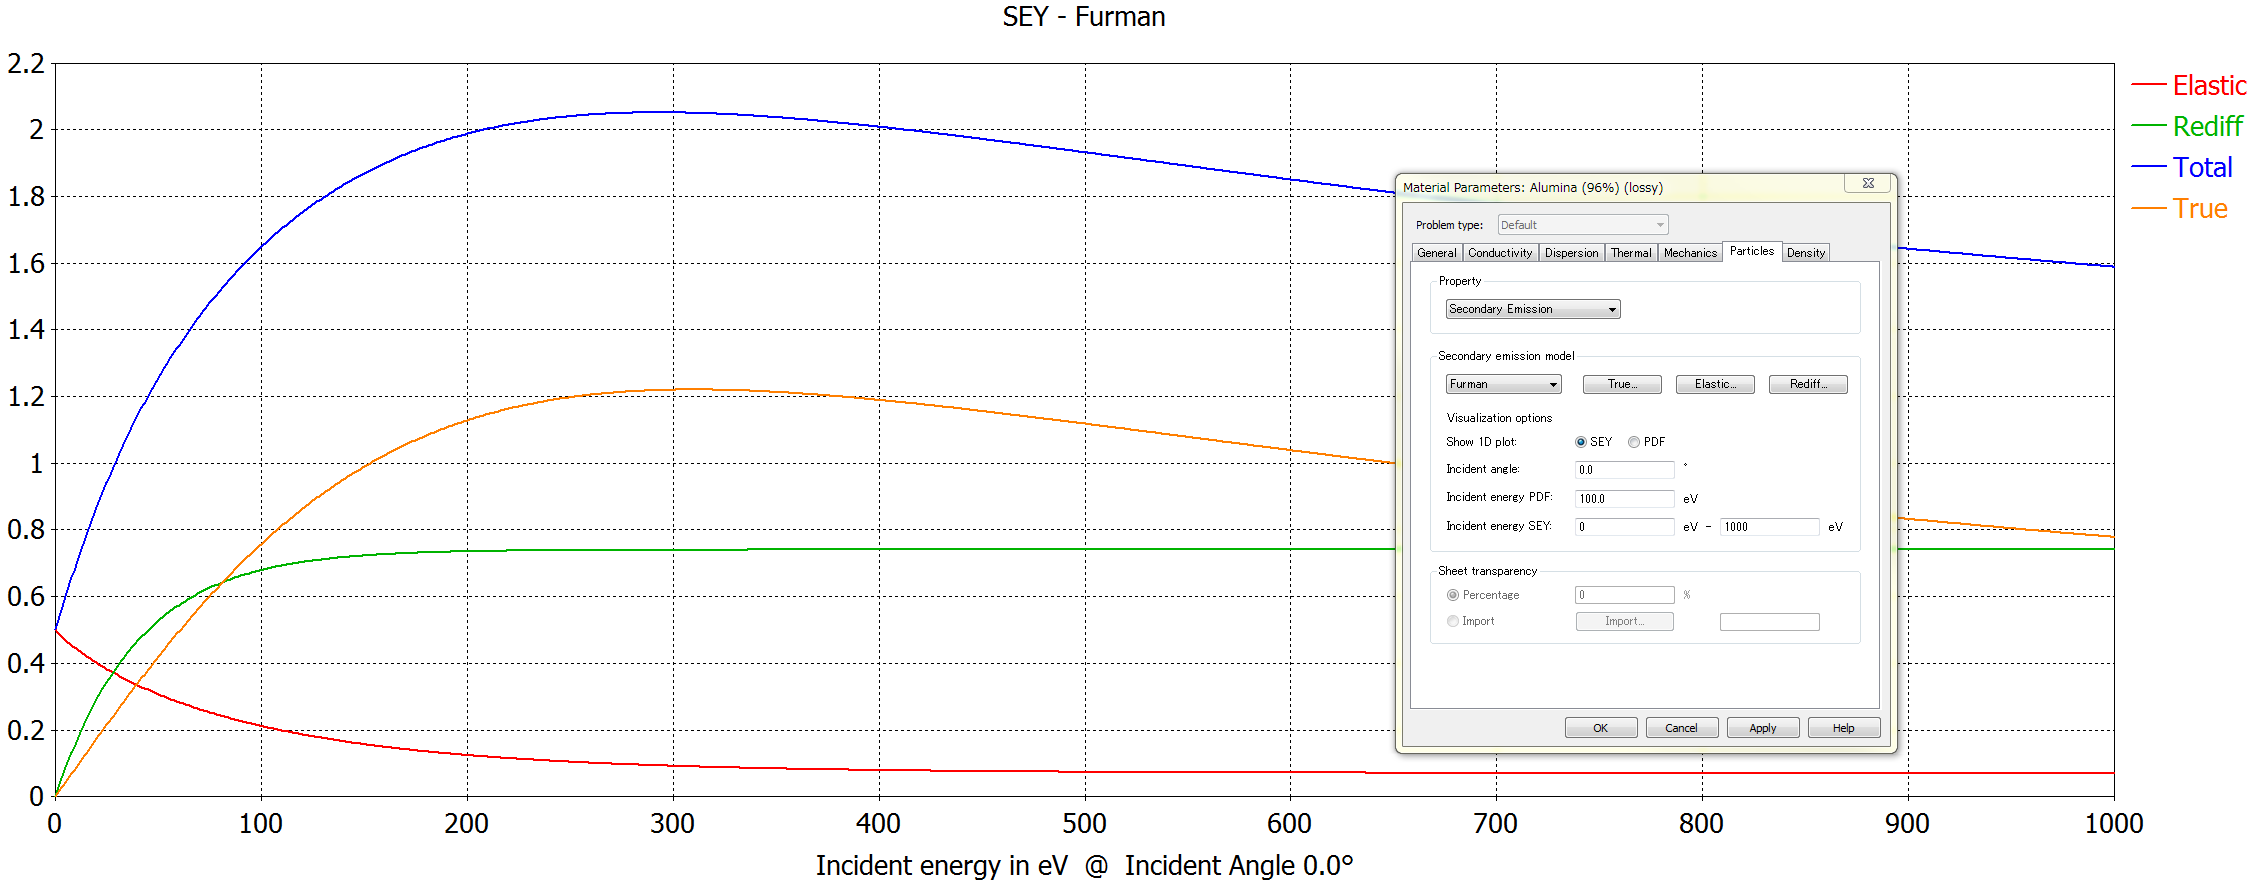 SEY - Furman
2.2
2
1.8
1.6
1.4
1.2
1
0.8
0.6
0.4
0.2
0
0 100 200 300 400 500 600 700 800 900 1000
Incident energy in eV @ Incident Angle 0.0°
Elastic
Rediff
Total
True
Material Parameters: Alumina (96%) (lossy)
Problem type: Default
General Conductivity Dispersion Thermal Mechanics Particles Density
Property
Secondary Emission
Secondary emission model
Furman True... Elastic... Rediff...
Visualization options
Show 1D plot: SEY PDF
Incident angle: 0.0 °
Incident energy PDF: 100.0 eV
Incident energy SEY: 0 eV - 1000 eV
Sheet transparency
Percentage 0 %
Import Import...
OK Cancel Apply Help